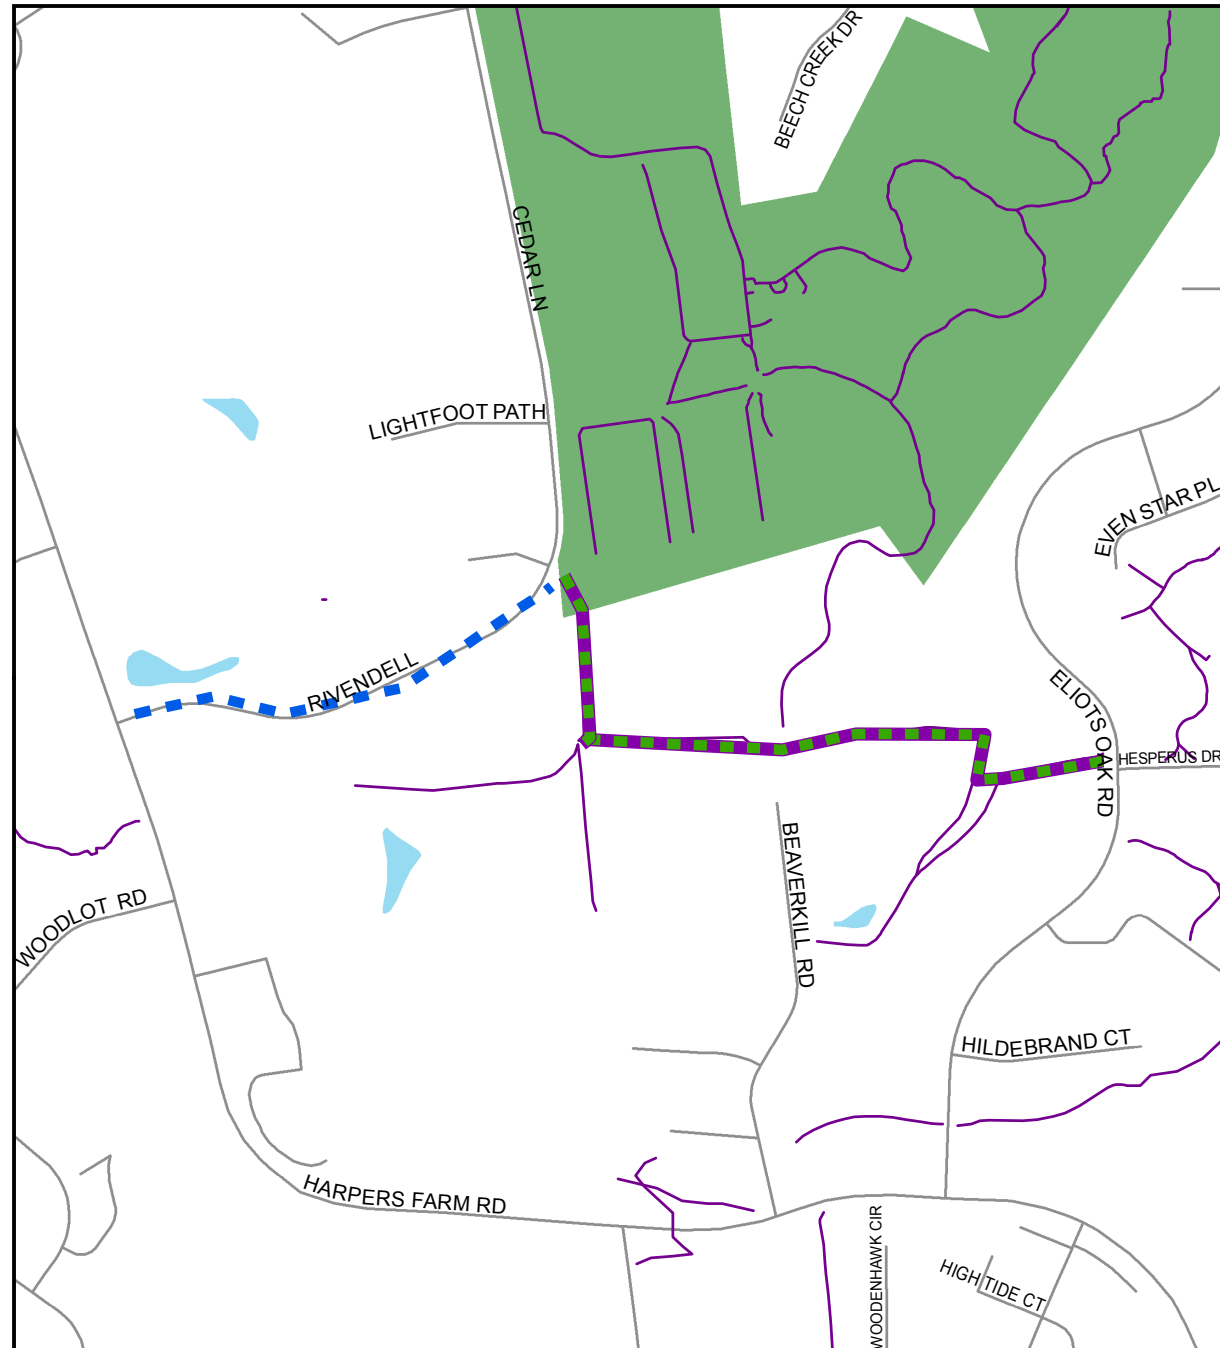 BEECH CREEK DR
CEDAR LN
LIGHTFOOT PATH
EVEN STAR PL
RIVENDELL
ELIOTS OAK RD
HESPERUS DR
BEAVERKILL RD
WOODLOT RD
HILDEBRAND CT
HARPERS FARM RD
WOODENHAWK CIR
HIGH TIDE CT